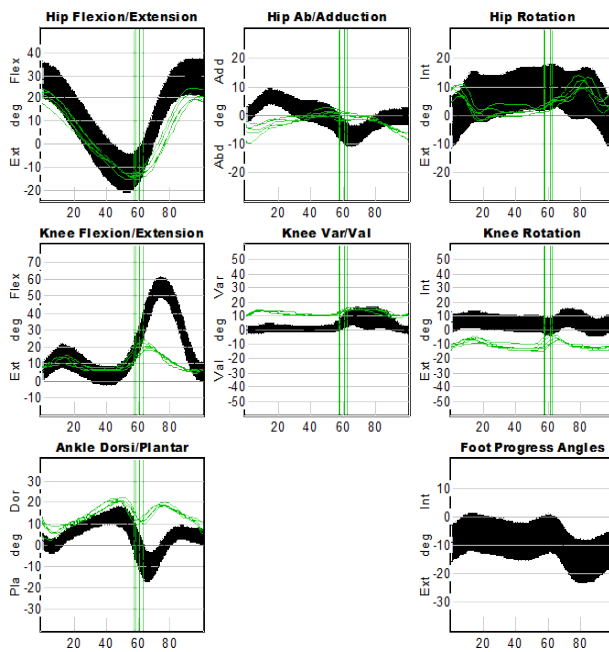 Hip Flexion/Extension
Hip Ab/Adduction
Hip Rotation
Ext deg Flex
40
30
20
10
0
-10
-20
20 40 60 80
Abd deg Add
20
10
0
-10
-20
20 40 60 80
Ext deg Int
20
10
0
-10
-20
20 40 60 80
Knee Flexion/Extension
Knee Var/Val
Knee Rotation
Ext deg Flex
70
60
50
40
30
20
10
0
-10
20 40 60 80
Val deg Var
50
40
30
20
10
0
-10
-20
-30
-40
-50
20 40 60 80
Ext deg Int
50
40
30
20
10
0
-10
-20
-30
-40
-50
20 40 60 80
Ankle Dorsi/Plantar
Foot Progress Angles
Pla deg Dor
30
20
10
0
-10
-20
-30
20 40 60 80
Ext deg Int
10
0
-10
-20
-30
20 40 60 80